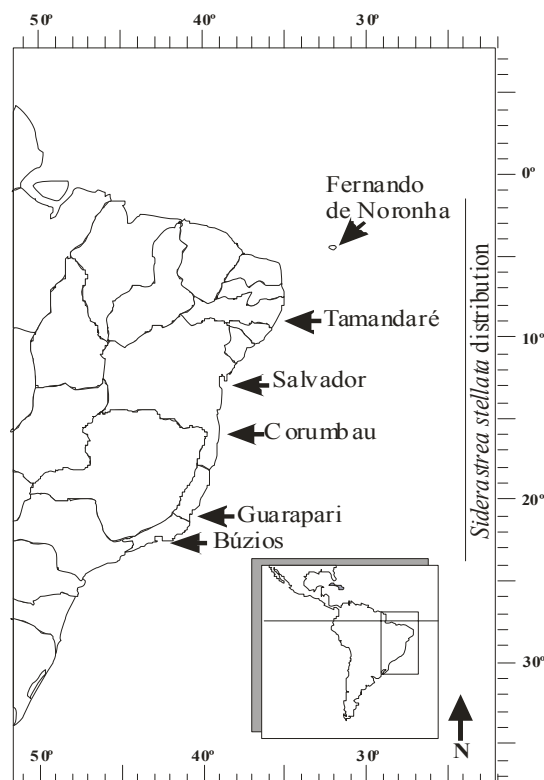 50º 40º 30º
0º
Fernando
de Noronha
Tamandaré
10º
Salvador
Corumbau
Siderastrea stellata distribution
20º
Guarapari
Búzios
30º
N
50º 40º 30º